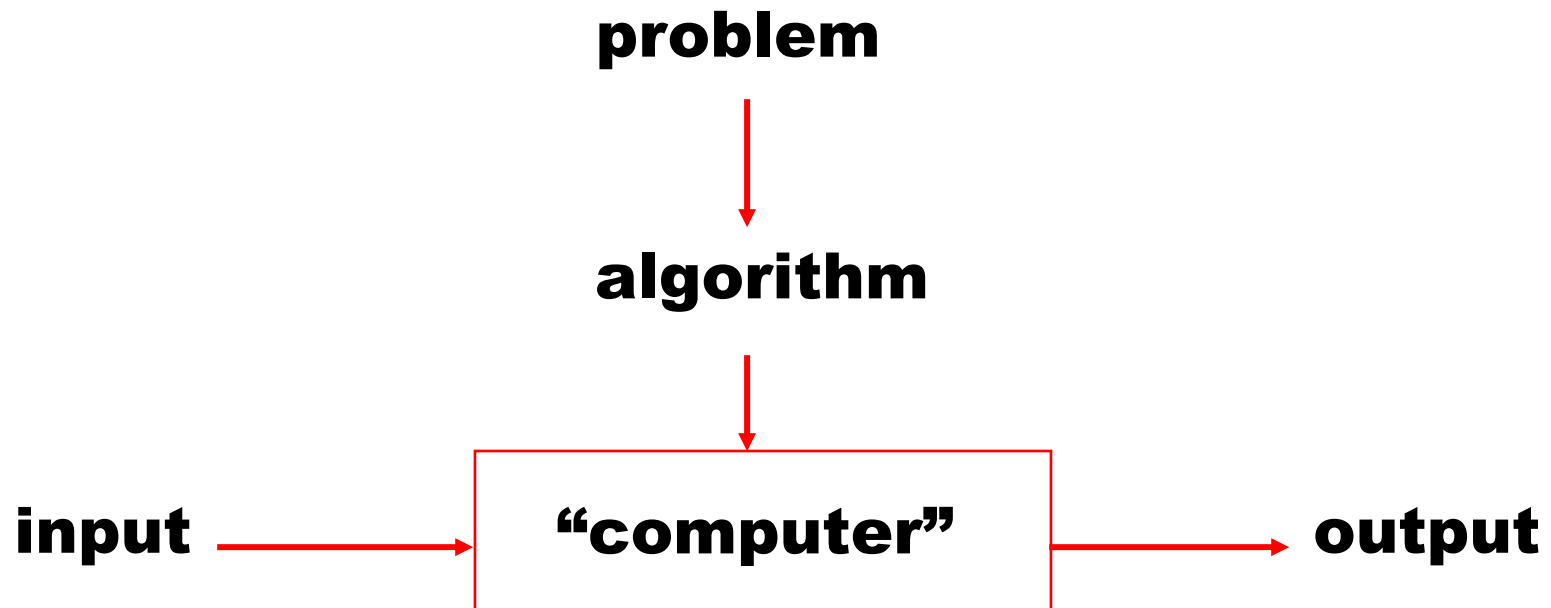 problem
algorithm
input “computer” output